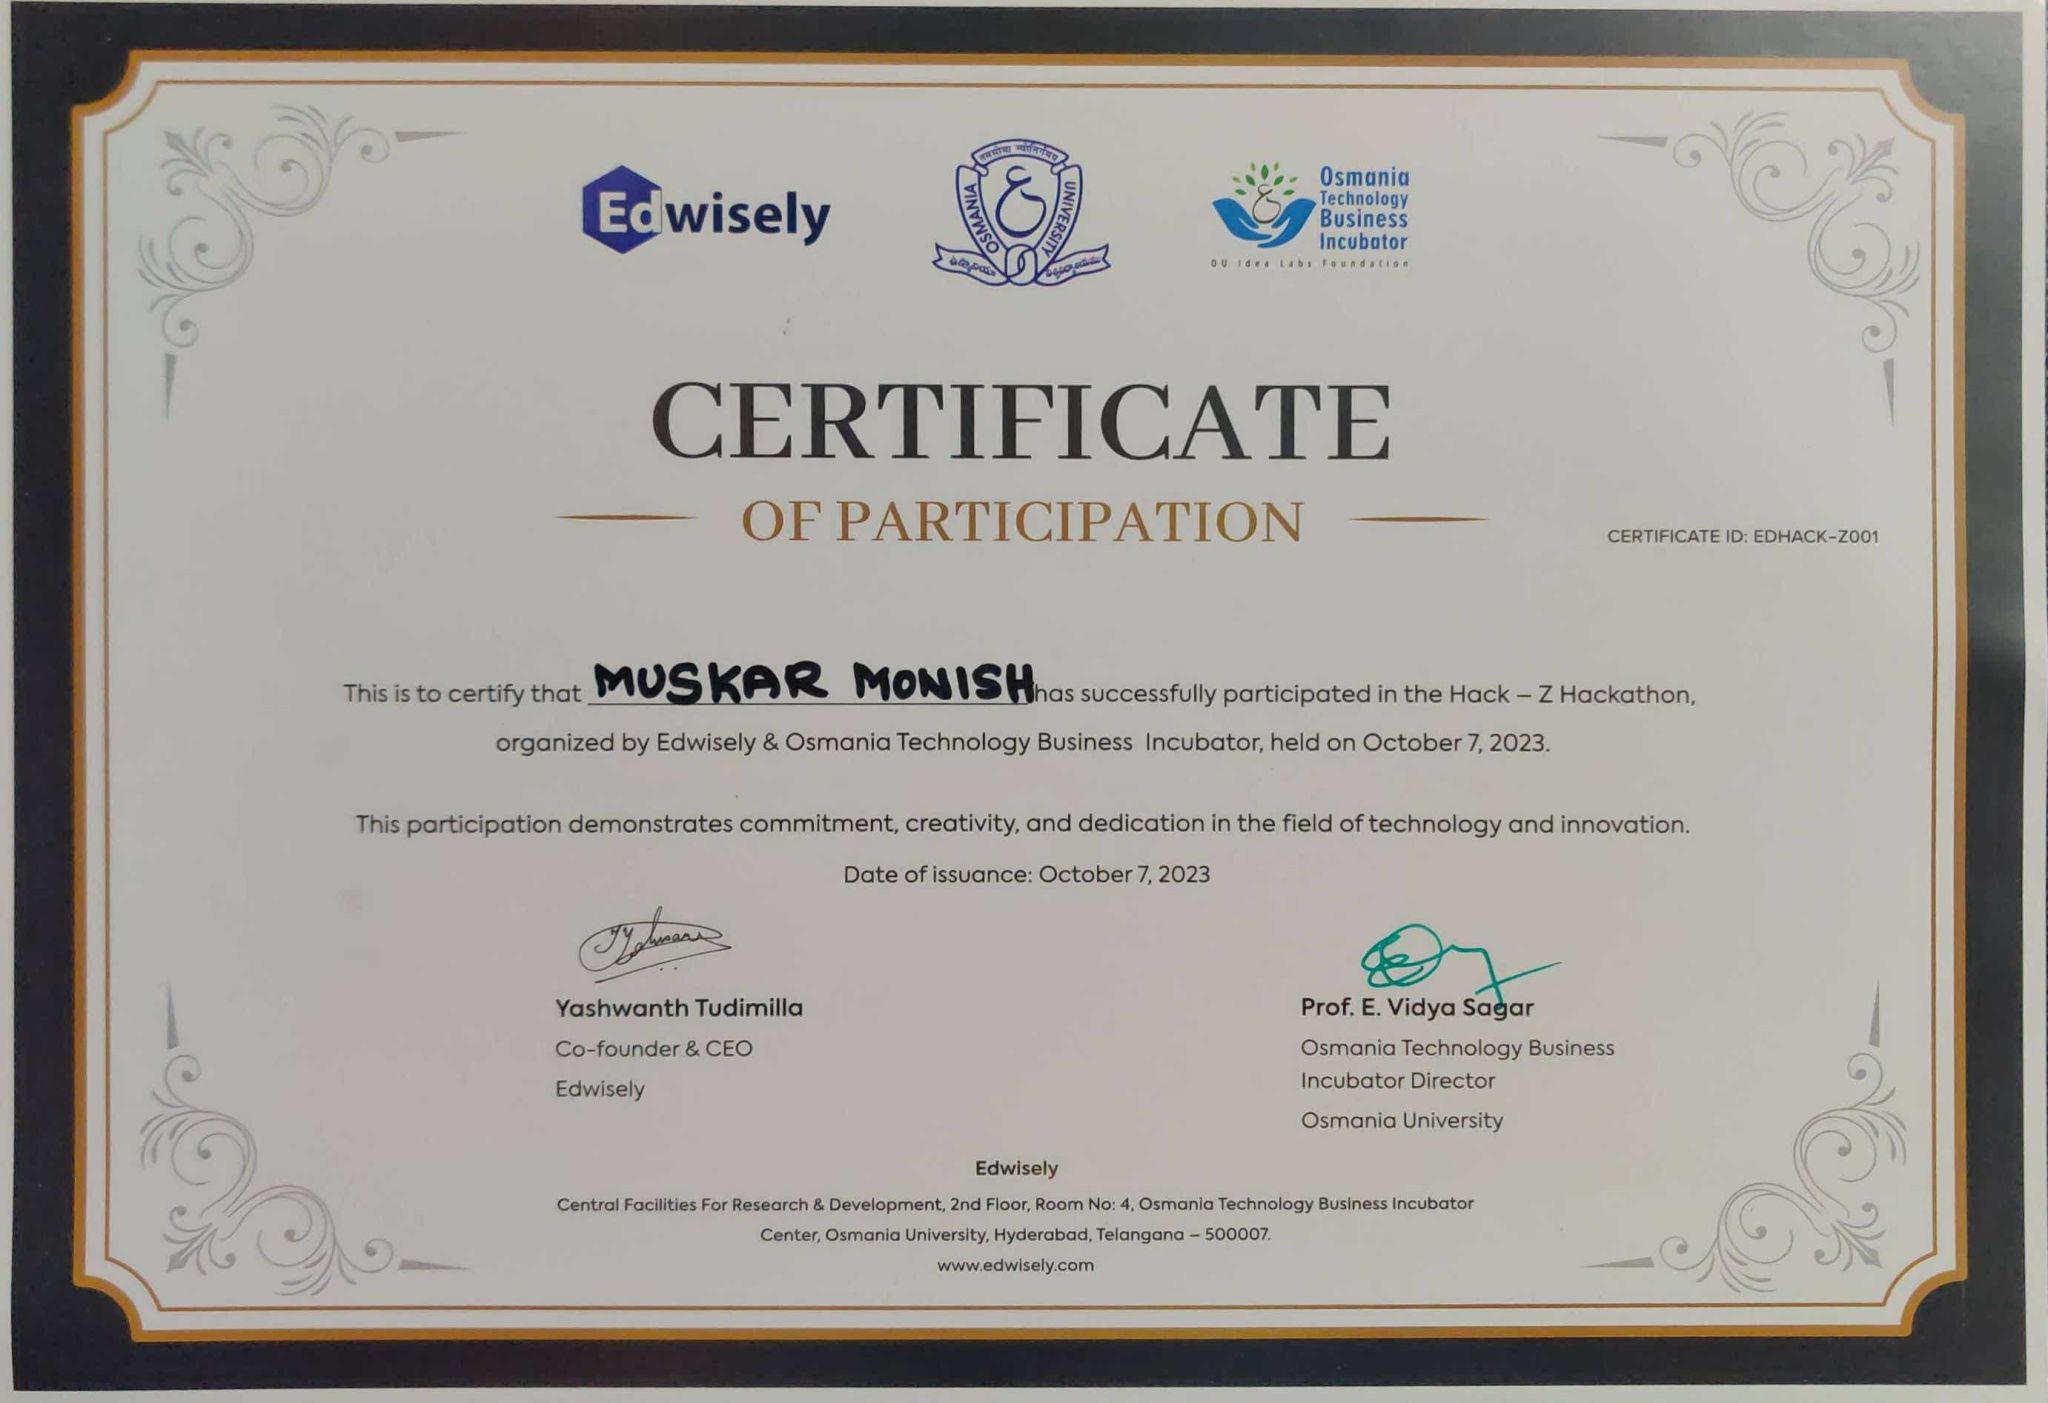 Edwisely
तमसोमा ज्योतिर्गमय
OSMANIA UNIVERSITY
Osmania
Technology
Business
Incubator
OU Idea Labs Foundation
CERTIFICATE
OF PARTICIPATION
CERTIFICATE ID: EDHACK-Z001
This is to certify that MUSKAR MONISH has successfully participated in the Hack – Z Hackathon,
organized by Edwisely & Osmania Technology Business Incubator, held on October 7, 2023.
This participation demonstrates commitment, creativity, and dedication in the field of technology and innovation.
Date of issuance: October 7, 2023
Yashwanth Tudimilla
Co-founder & CEO
Edwisely
Prof. E. Vidya Sagar
Osmania Technology Business
Incubator Director
Osmania University
Edwisely
Central Facilities For Research & Development, 2nd Floor, Room No: 4, Osmania Technology Business Incubator
Center, Osmania University, Hyderabad, Telangana – 500007.
www.edwisely.com